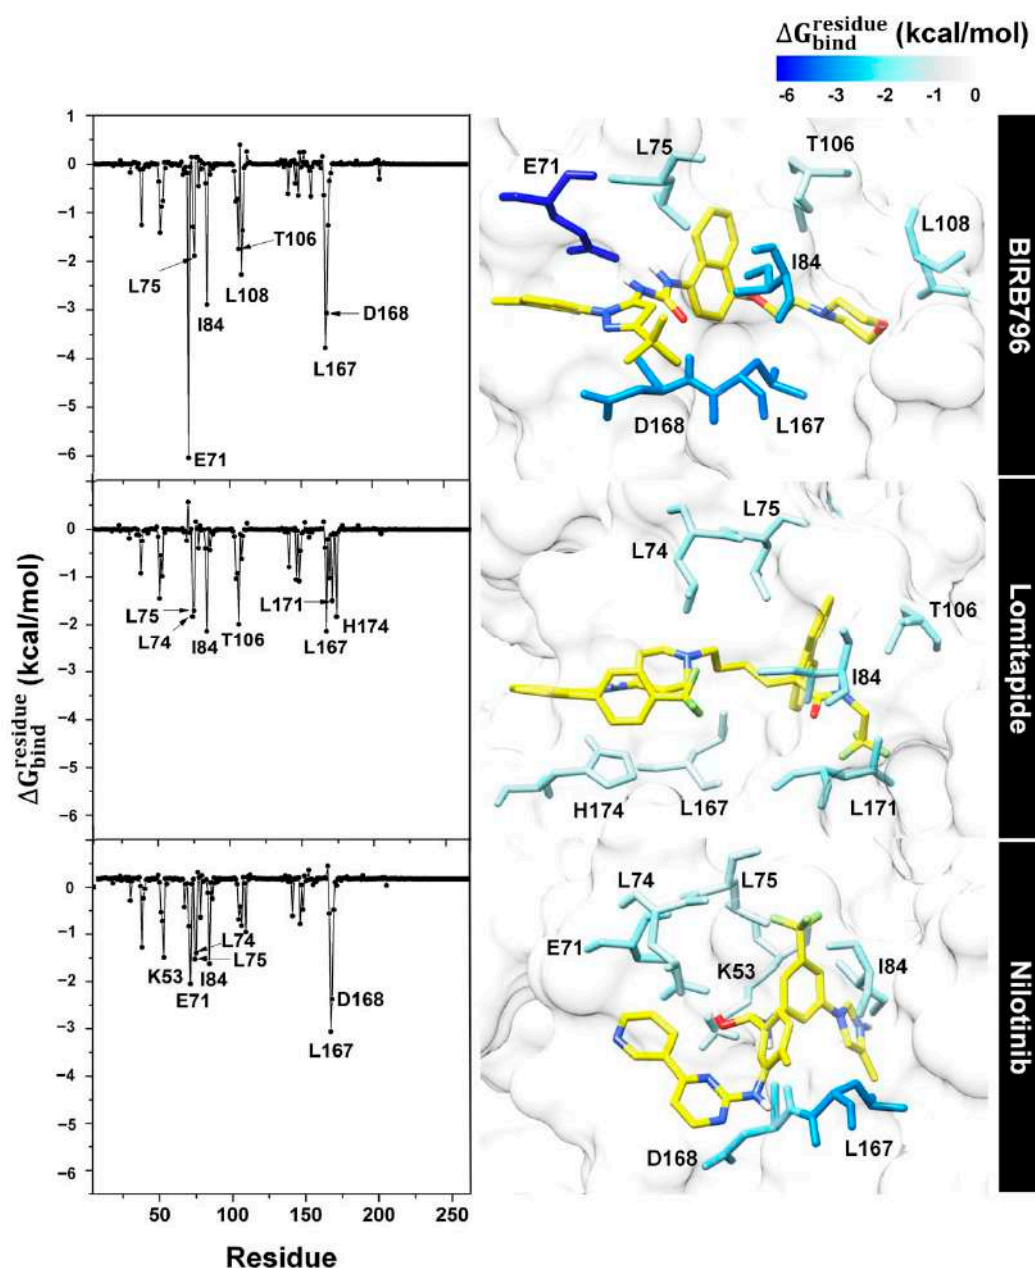 ΔG residue bind (kcal/mol)
-6 -3 -2 -1 0
1
0
−1
−2
−3
−4
−5
−6
L75
I84
L108
T106
D168
L167
E71
E71
L75
T106
L108
I84
D168
L167
BIRB796
ΔG residue bind (kcal/mol)
0
−1
−2
−3
−4
−5
−6
L75
L74
I84
T106
L171
L167
H174
L74
L75
T106
I84
H174
L167
L171
Lomitapide
0
−1
−2
−3
−4
−5
−6
K53
E71
I84
L74
L75
D168
L167
L74
L75
E71
K53
I84
D168
L167
Nilotinib
50 100 150 200 250
Residue